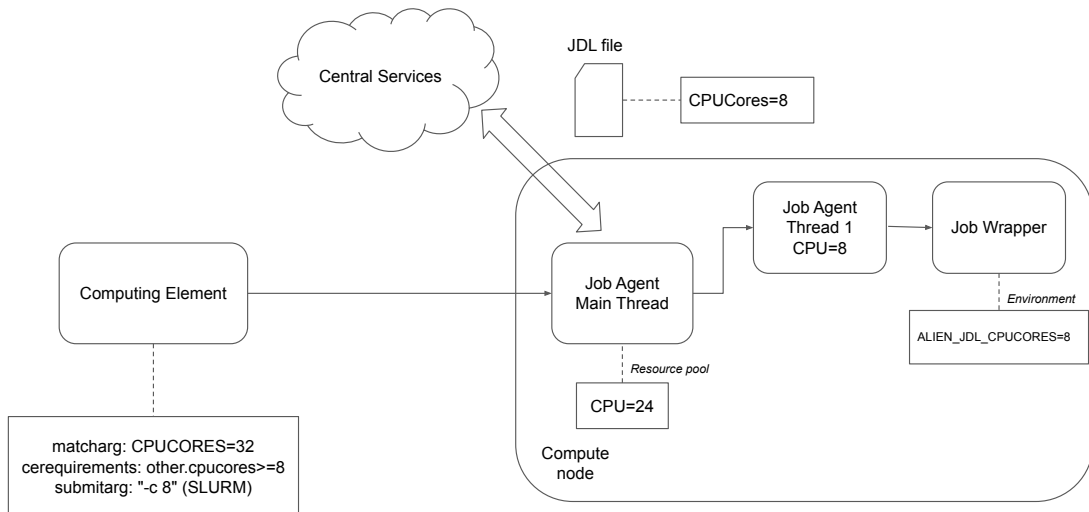 JDL file
Central Services
CPUCores=8
Job Agent
Thread 1
CPU=8
Job Wrapper
Computing Element
Job Agent
Main Thread
Environment
ALIEN_JDL_CPUCORES=8
Resource pool
CPU=24
matcharg: CPUCORES=32
cerequirements: other.cpucores>=8
submitarg: "-c 8" (SLURM)
Compute
node